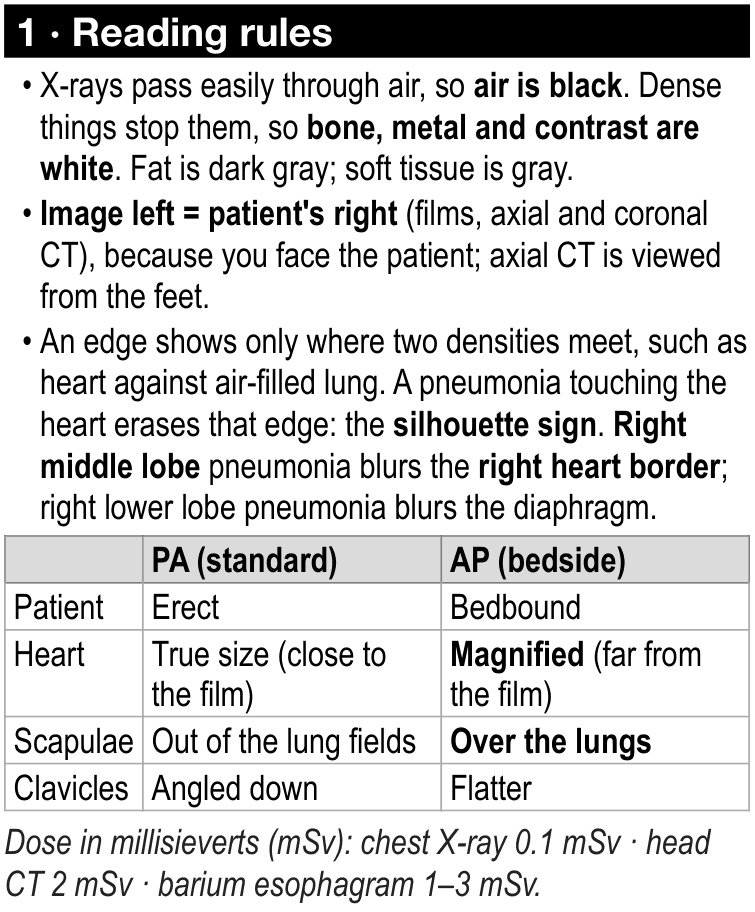 1 · Reading rules
• X-rays pass easily through air, so air is black. Dense
things stop them, so bone, metal and contrast are
white. Fat is dark gray; soft tissue is gray.
• Image left = patient's right (films, axial and coronal
CT), because you face the patient; axial CT is viewed
from the feet.
• An edge shows only where two densities meet, such as
heart against air-filled lung. A pneumonia touching the
heart erases that edge: the silhouette sign. Right
middle lobe pneumonia blurs the right heart border;
right lower lobe pneumonia blurs the diaphragm.
PA (standard) AP (bedside)
Patient Erect Bedbound
Heart True size (close to Magnified (far from
the film) the film)
Scapulae Out of the lung fields Over the lungs
Clavicles Angled down Flatter
Dose in millisieverts (mSv): chest X-ray 0.1 mSv · head
CT 2 mSv · barium esophagram 1–3 mSv.